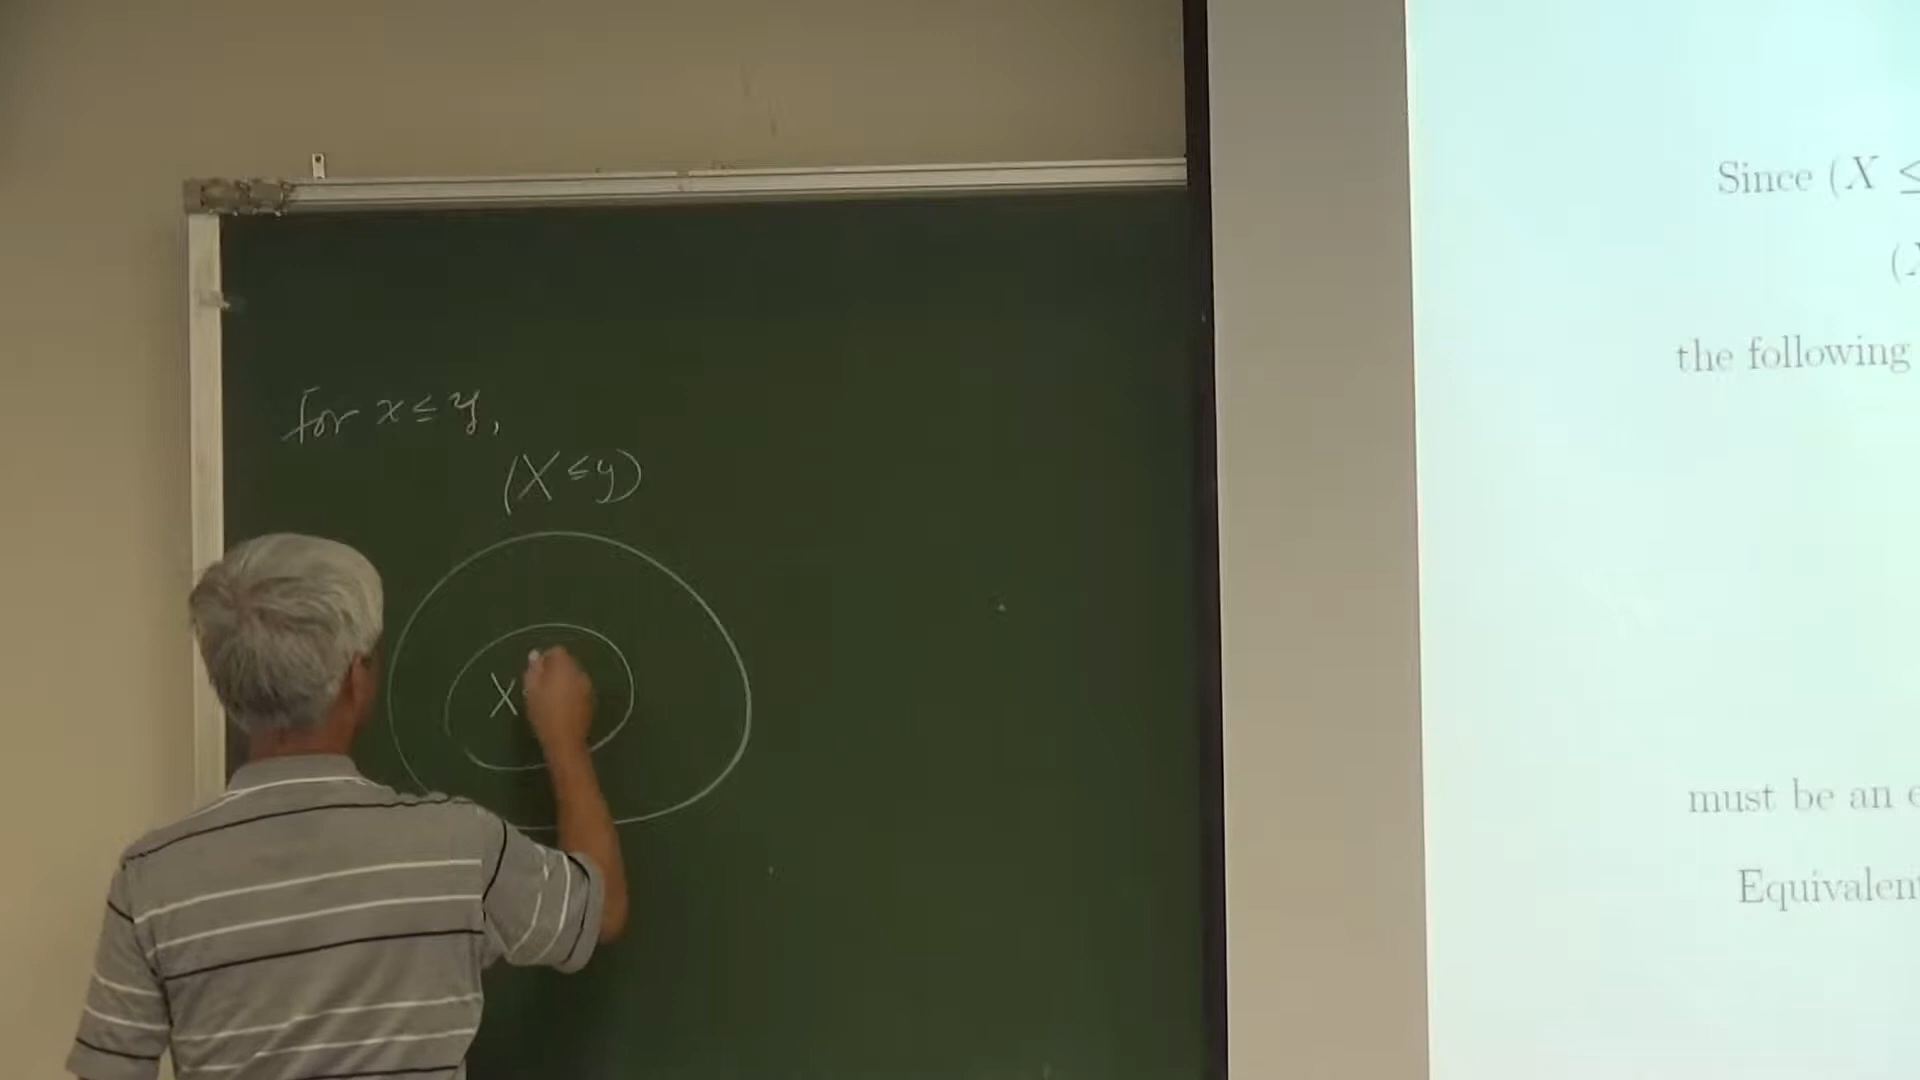 for x ≤ y,
(X ≤ y)
X
Since (X ≤
(X
the following
must be an e
Equivalent